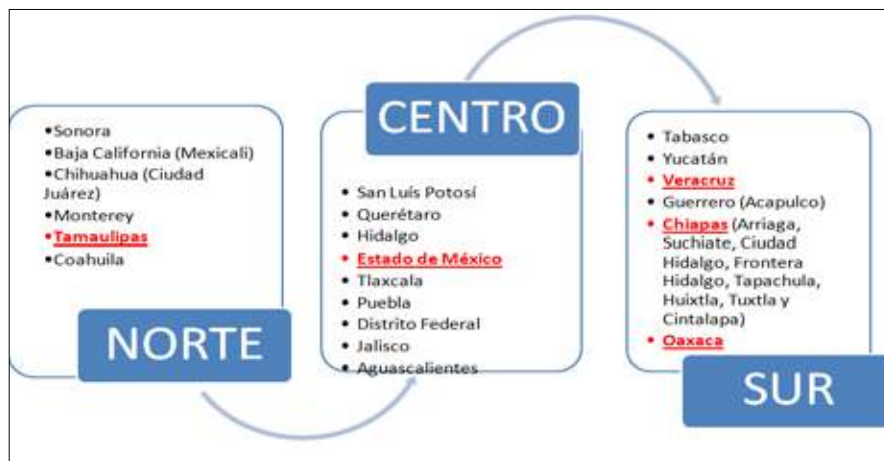 •Sonora
•Baja California (Mexicali)
•Chihuahua (Ciudad
Juárez)
•Monterey
•Tamaulipas
•Coahuila
NORTE
CENTRO
• San Luís Potosí
• Querétaro
• Hidalgo
• Estado de México
• Tlaxcala
• Puebla
• Distrito Federal
• Jalisco
• Aguascalientes
• Tabasco
• Yucatán
• Veracruz
• Guerrero (Acapulco)
• Chiapas (Arriaga,
Suchiate, Ciudad
Hidalgo, Frontera
Hidalgo, Tapachula,
Huixtla, Tuxtla y
Cintalapa)
• Oaxaca
SUR